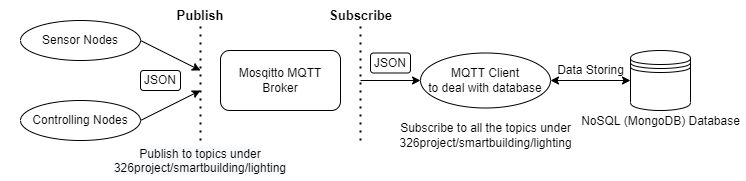 Publish
Subscribe
Sensor Nodes
JSON
Controlling Nodes
Mosqitto MQTT
Broker
JSON
MQTT Client
to deal with database
Data Storing
NoSQL (MongoDB) Database
Publish to topics under
326project/smartbuilding/lighting
Subscribe to all the topics under
326project/smartbuilding/lighting